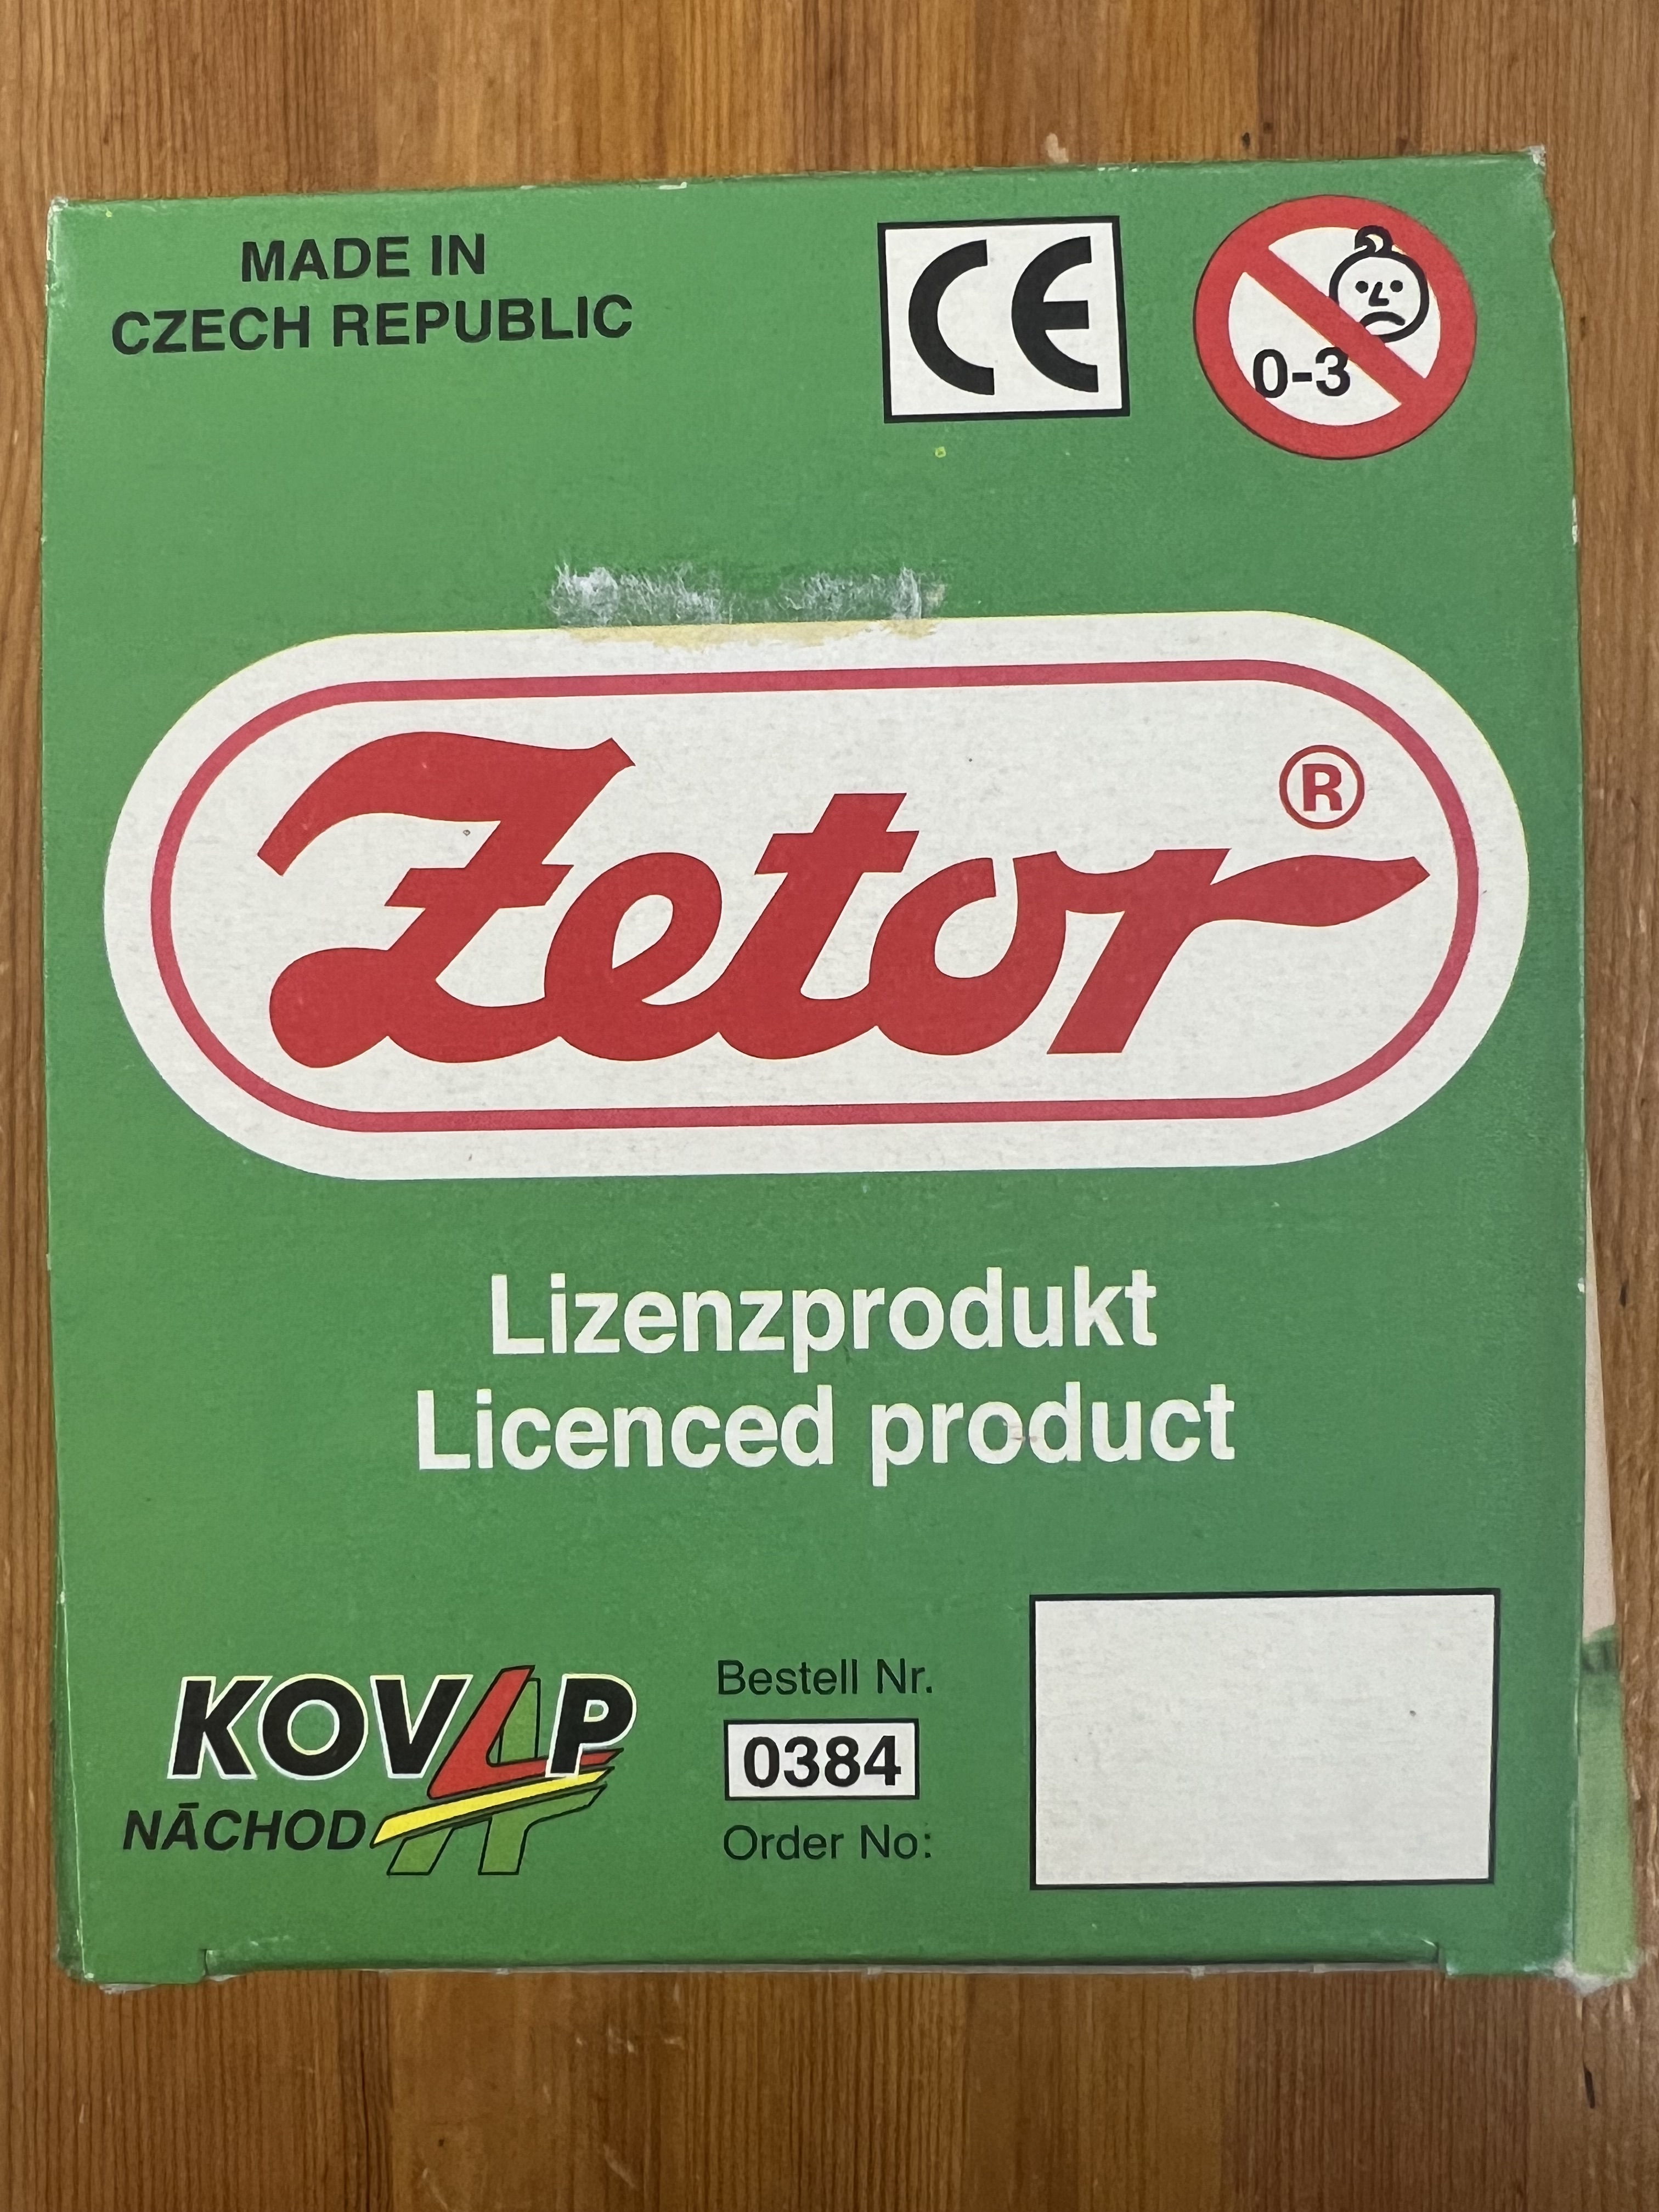 MADE IN
CZECH REPUBLIC
CE
0-3
Zetor ®
Lizenzprodukt
Licenced product
KOVAP
NÁCHOD
Bestell Nr.
0384
Order No: